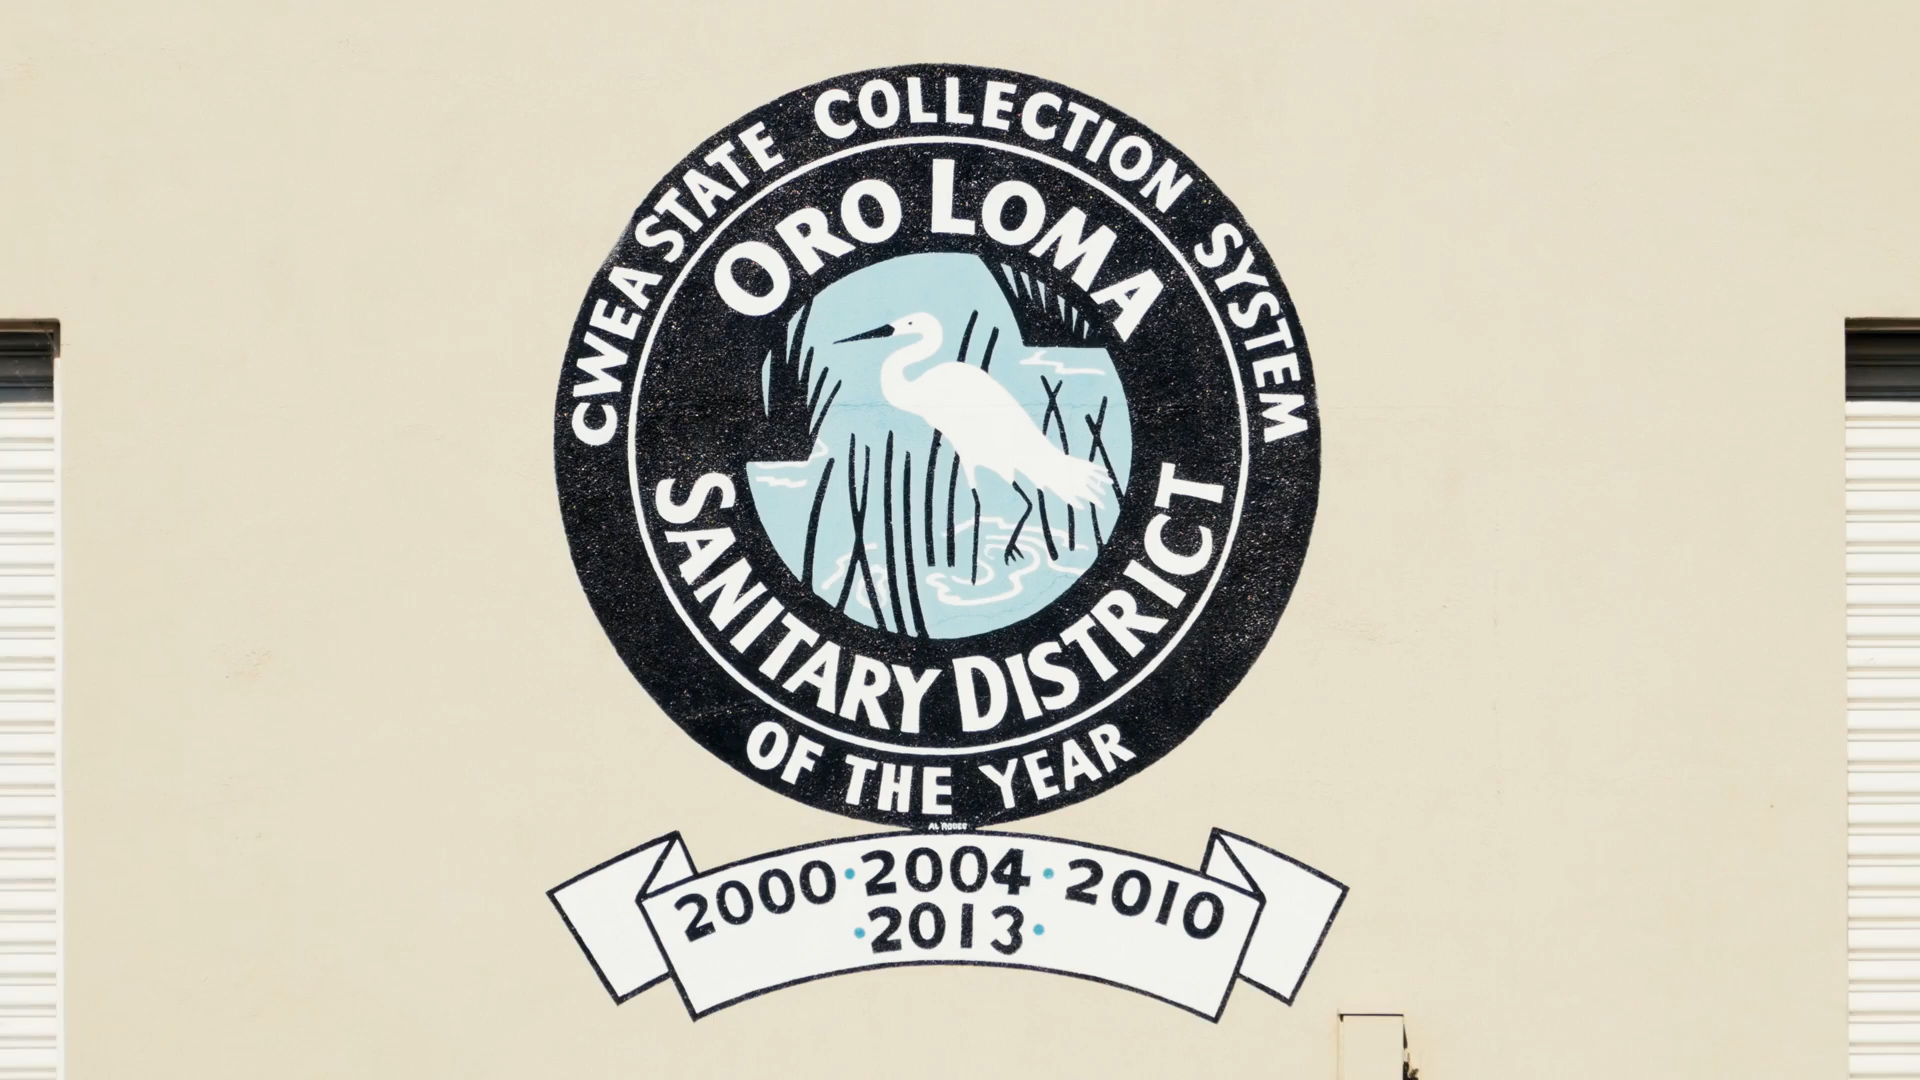 CWEA STATE COLLECTION SYSTEM
ORO LOMA
SANITARY DISTRICT
OF THE YEAR
2000 · 2004 · 2010
· 2013 ·